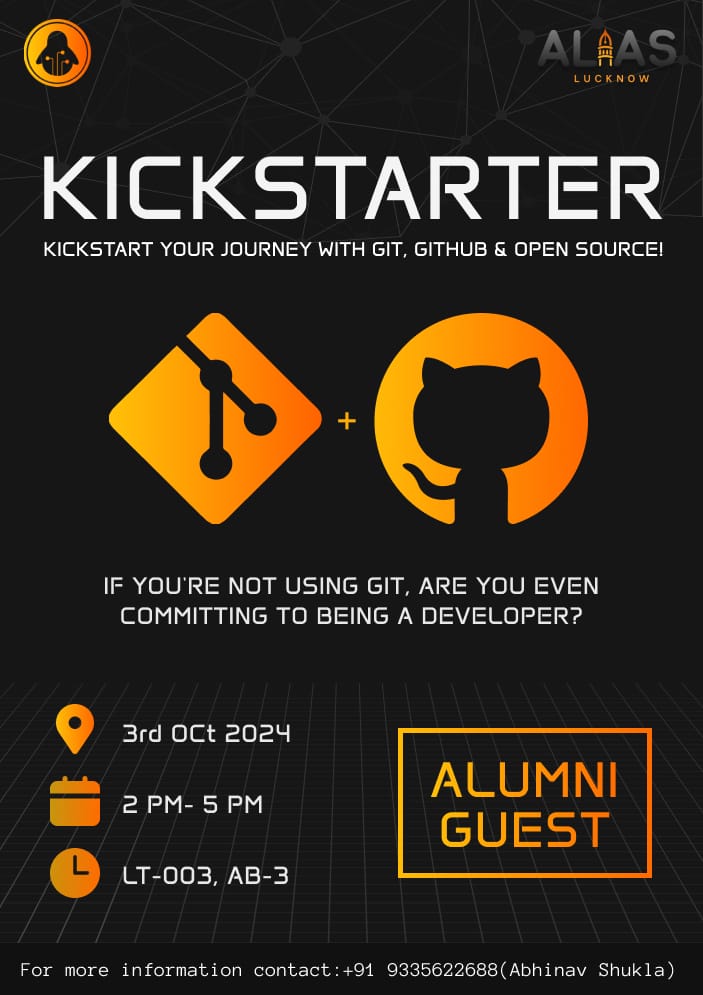 ALIAS
LUCKNOW
KICKSTARTER
KICKSTART YOUR JOURNEY WITH GIT, GITHUB & OPEN SOURCE!
+
IF YOU'RE NOT USING GIT, ARE YOU EVEN
COMMITTING TO BEING A DEVELOPER?
3rd OCt 2024
2 PM- 5 PM
LT-003, AB-3
ALUMNI
GUEST
For more information contact:+91 9335622688(Abhinav Shukla)